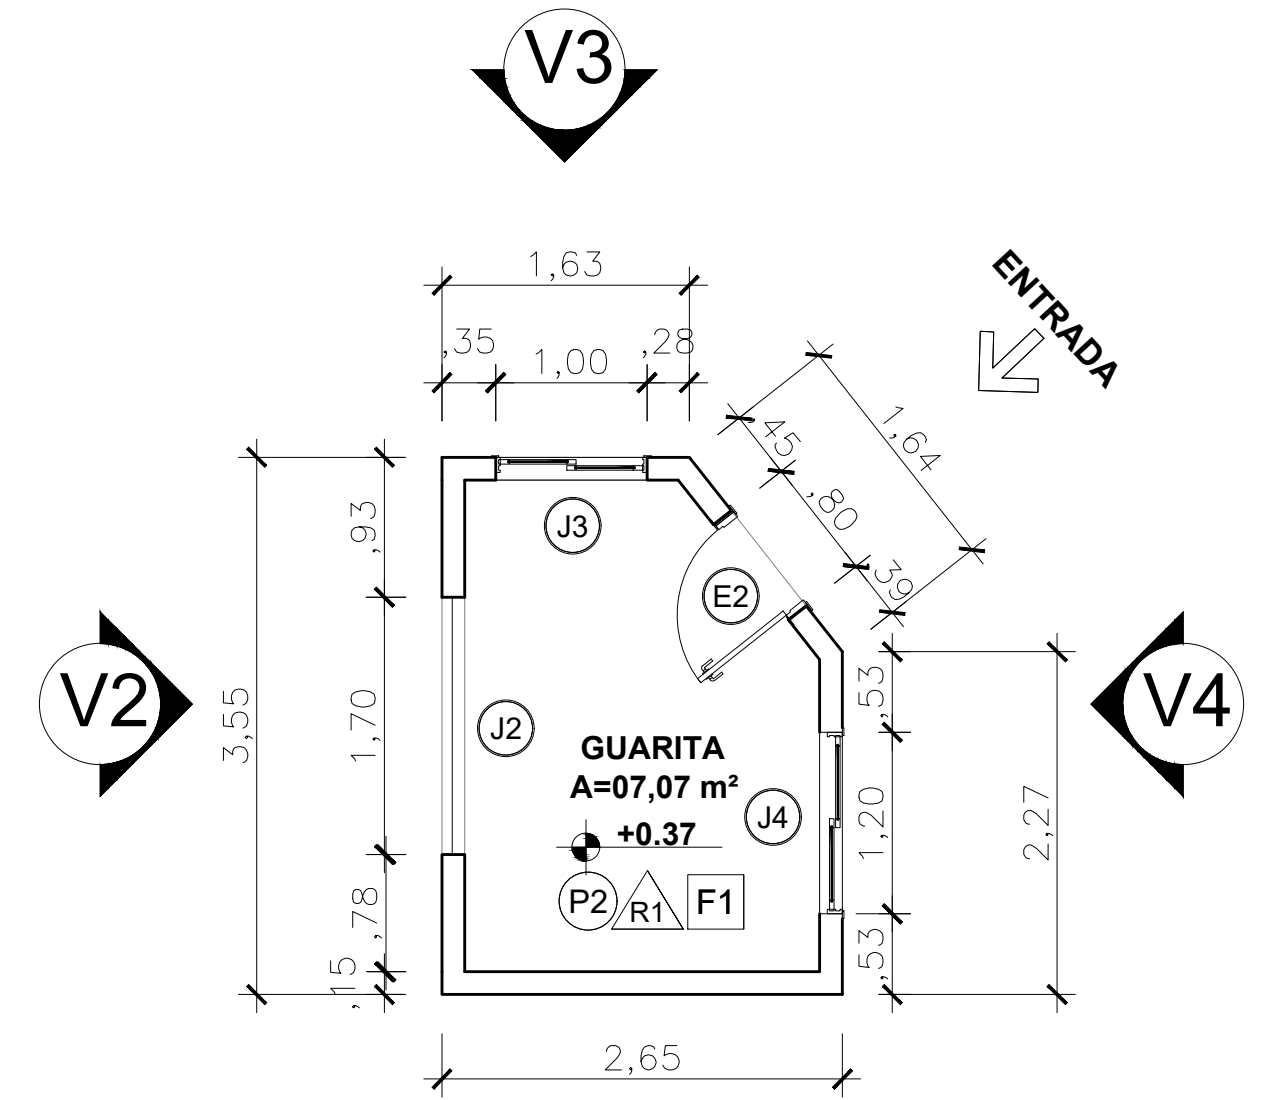 V3
1,63
,35
1,00
,28
ENTRADA
1,64
,45
,80
,39
,93
J3
E2
V2
3,55
1,70
J2
,53
V4
GUARITA
A=07,07 m²
J4
1,20
2,27
+0.37
P2
R1
F1
,78
,15
,53
2,65